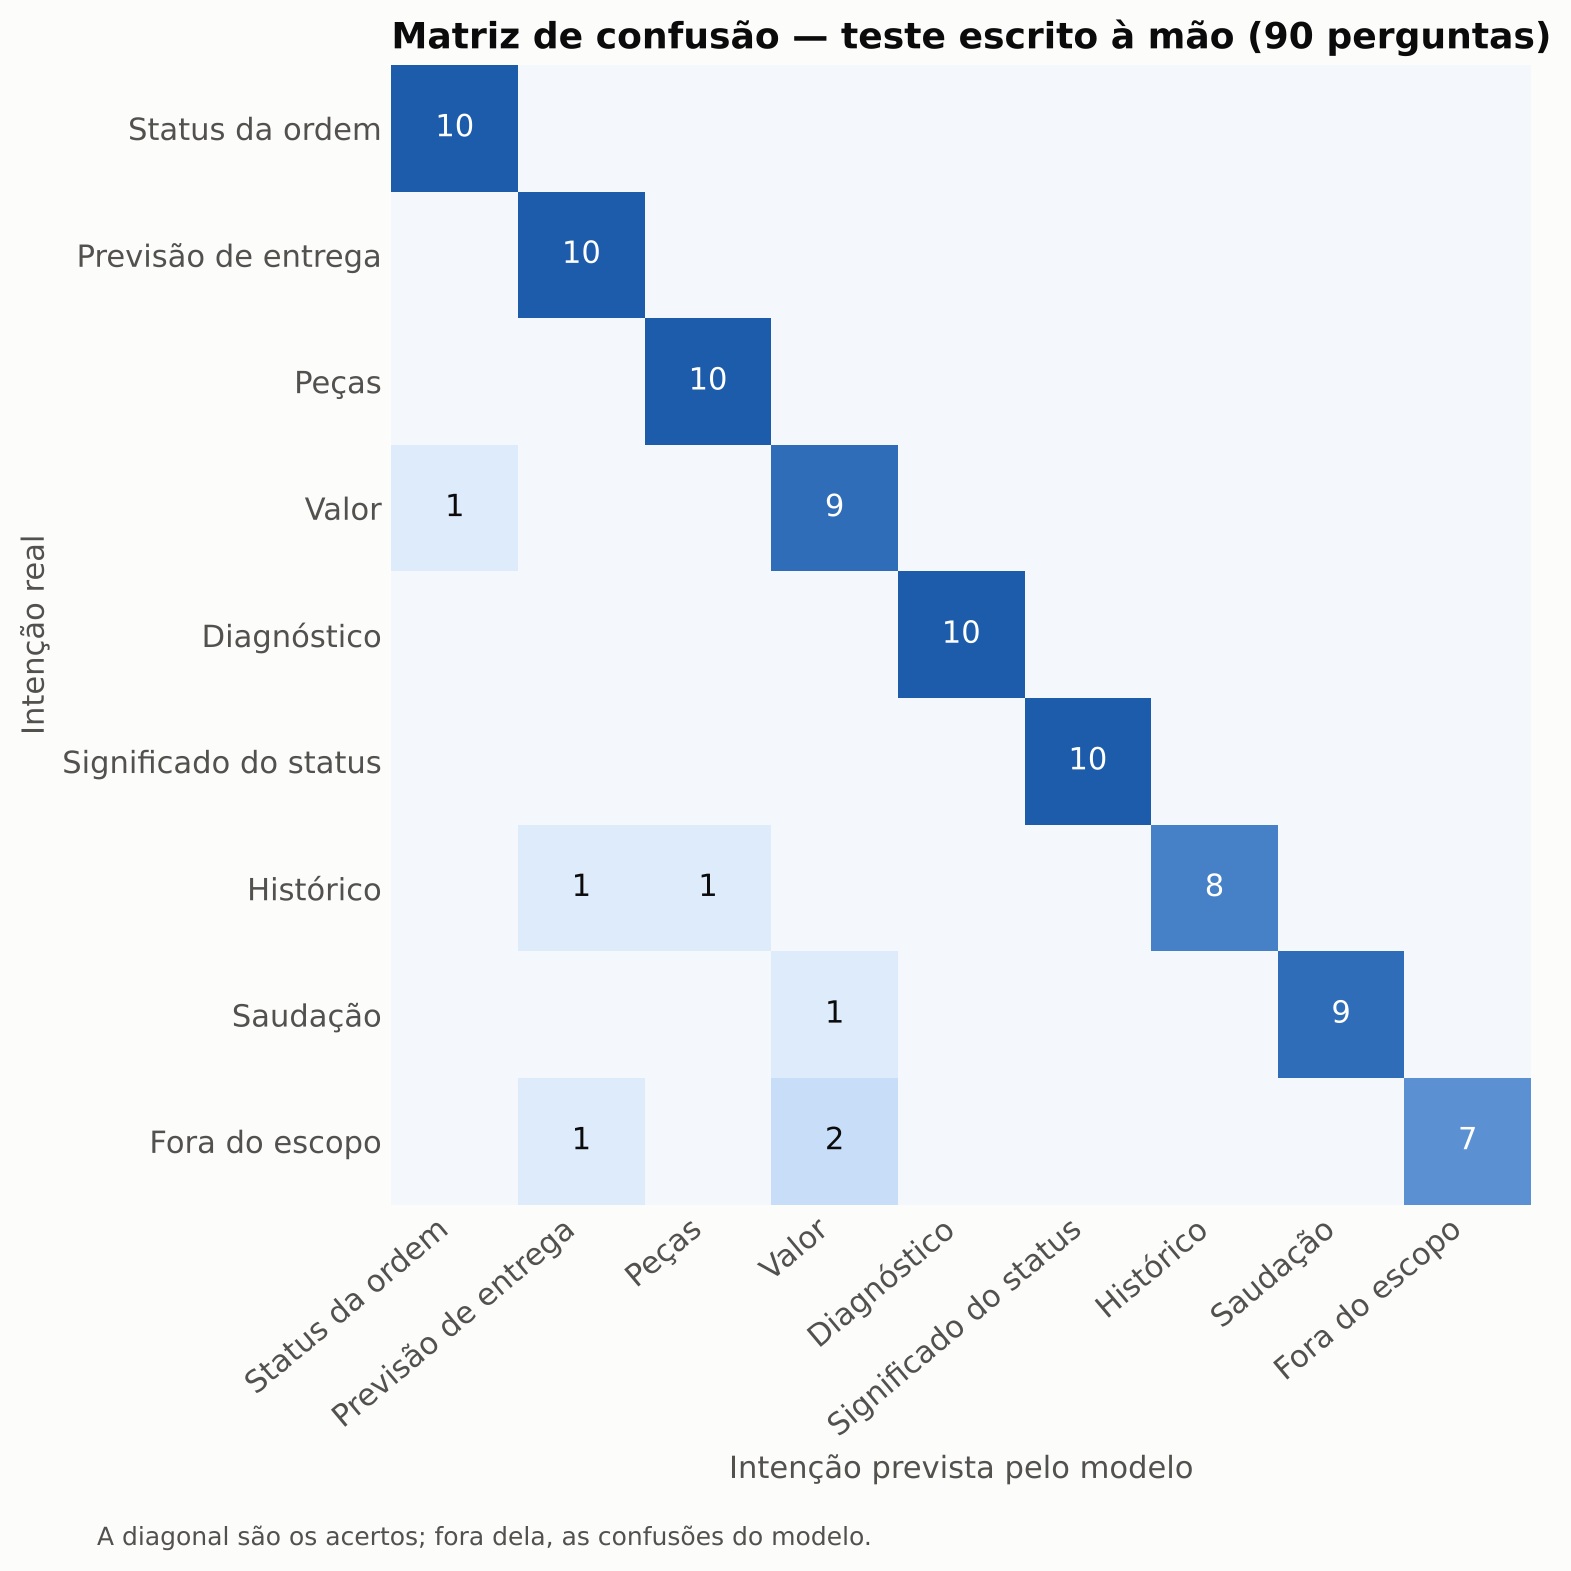 Matriz de confusão — teste escrito à mão (90 perguntas)
Status da ordem
10
Previsão de entrega
10
Peças
10
Valor
1
9
Diagnóstico
10
Significado do status
10
Histórico
1
1
8
Saudação
1
9
Fora do escopo
1
2
7
Intenção real
Status da ordem
Previsão de entrega
Peças
Valor
Diagnóstico
Significado do status
Histórico
Saudação
Fora do escopo
Intenção prevista pelo modelo
A diagonal são os acertos; fora dela, as confusões do modelo.